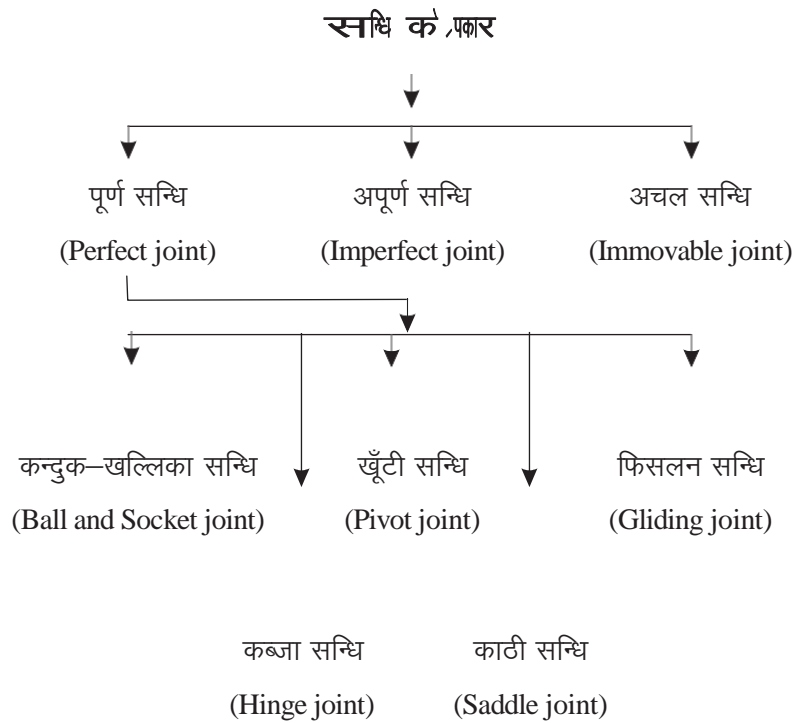 सन्धि के प्रकार
पूर्ण सन्धि अपूर्ण सन्धि अचल सन्धि
(Perfect joint) (Imperfect joint) (Immovable joint)
कन्दुक–खल्लिका सन्धि खूँटी सन्धि फिसलन सन्धि
(Ball and Socket joint) (Pivot joint) (Gliding joint)
कब्जा सन्धि काठी सन्धि
(Hinge joint) (Saddle joint)